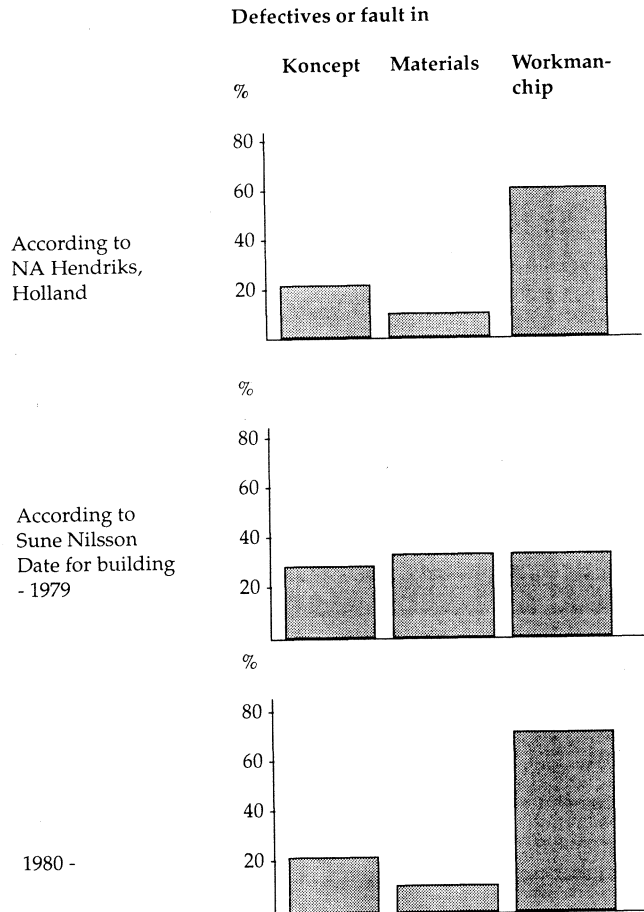 Defectives or fault in
Koncept Materials Workman-
chip
%
80
60
40
20
According to
NA Hendriks,
Holland
%
80
60
40
20
According to
Sune Nilsson
Date for building
- 1979
%
80
60
40
20
1980 -